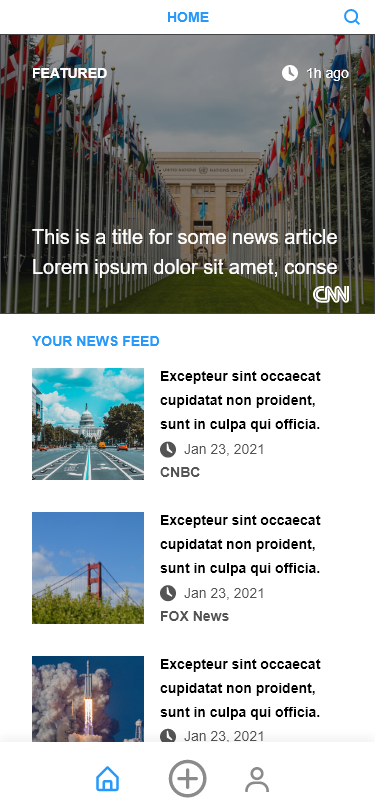 HOME
FEATURED
1h ago
This is a title for some news article
Lorem ipsum dolor sit amet, conse
CNN
YOUR NEWS FEED
Excepteur sint occaecat
cupidatat non proident,
sunt in culpa qui officia.
Jan 23, 2021
CNBC
Excepteur sint occaecat
cupidatat non proident,
sunt in culpa qui officia.
Jan 23, 2021
FOX News
Excepteur sint occaecat
cupidatat non proident,
sunt in culpa qui officia.
Jan 23, 2021